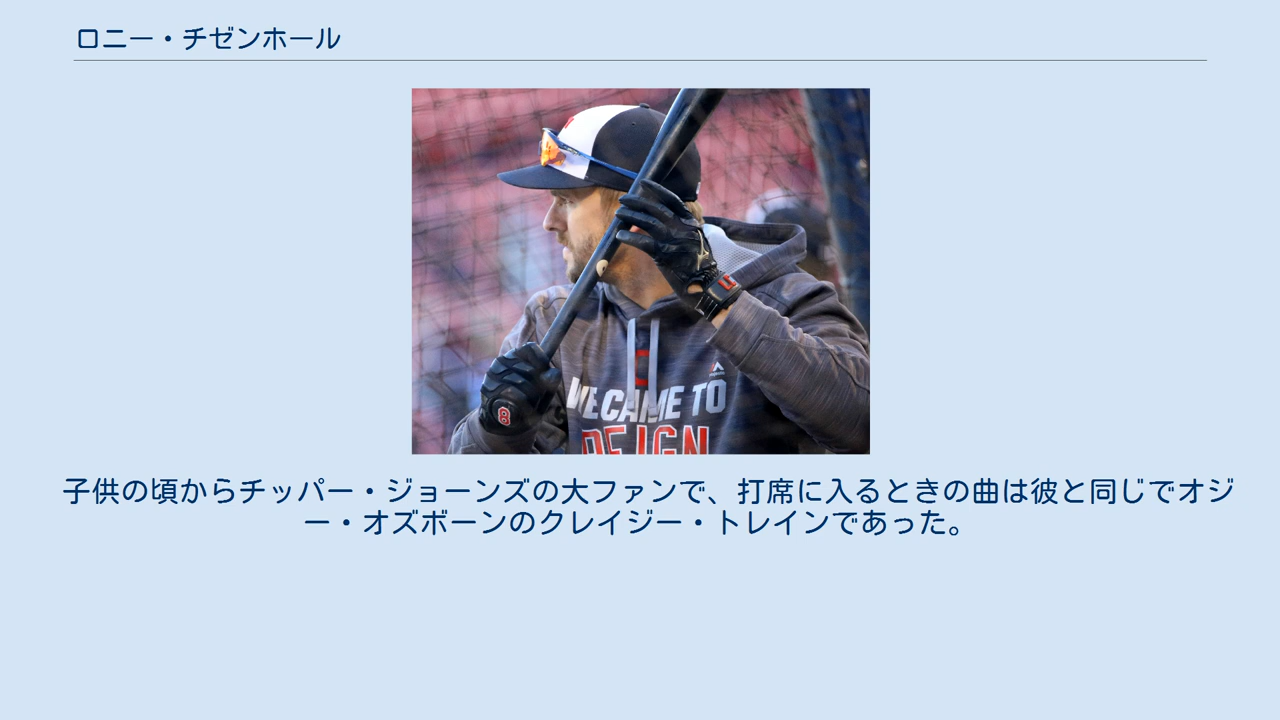 ロニー・チゼンホール
WE CAME TO
REIGN
8
子供の頃からチッパー・ジョーンズの大ファンで、打席に入るときの曲は彼と同じでオジ
ー・オズボーンのクレイジー・トレインであった。